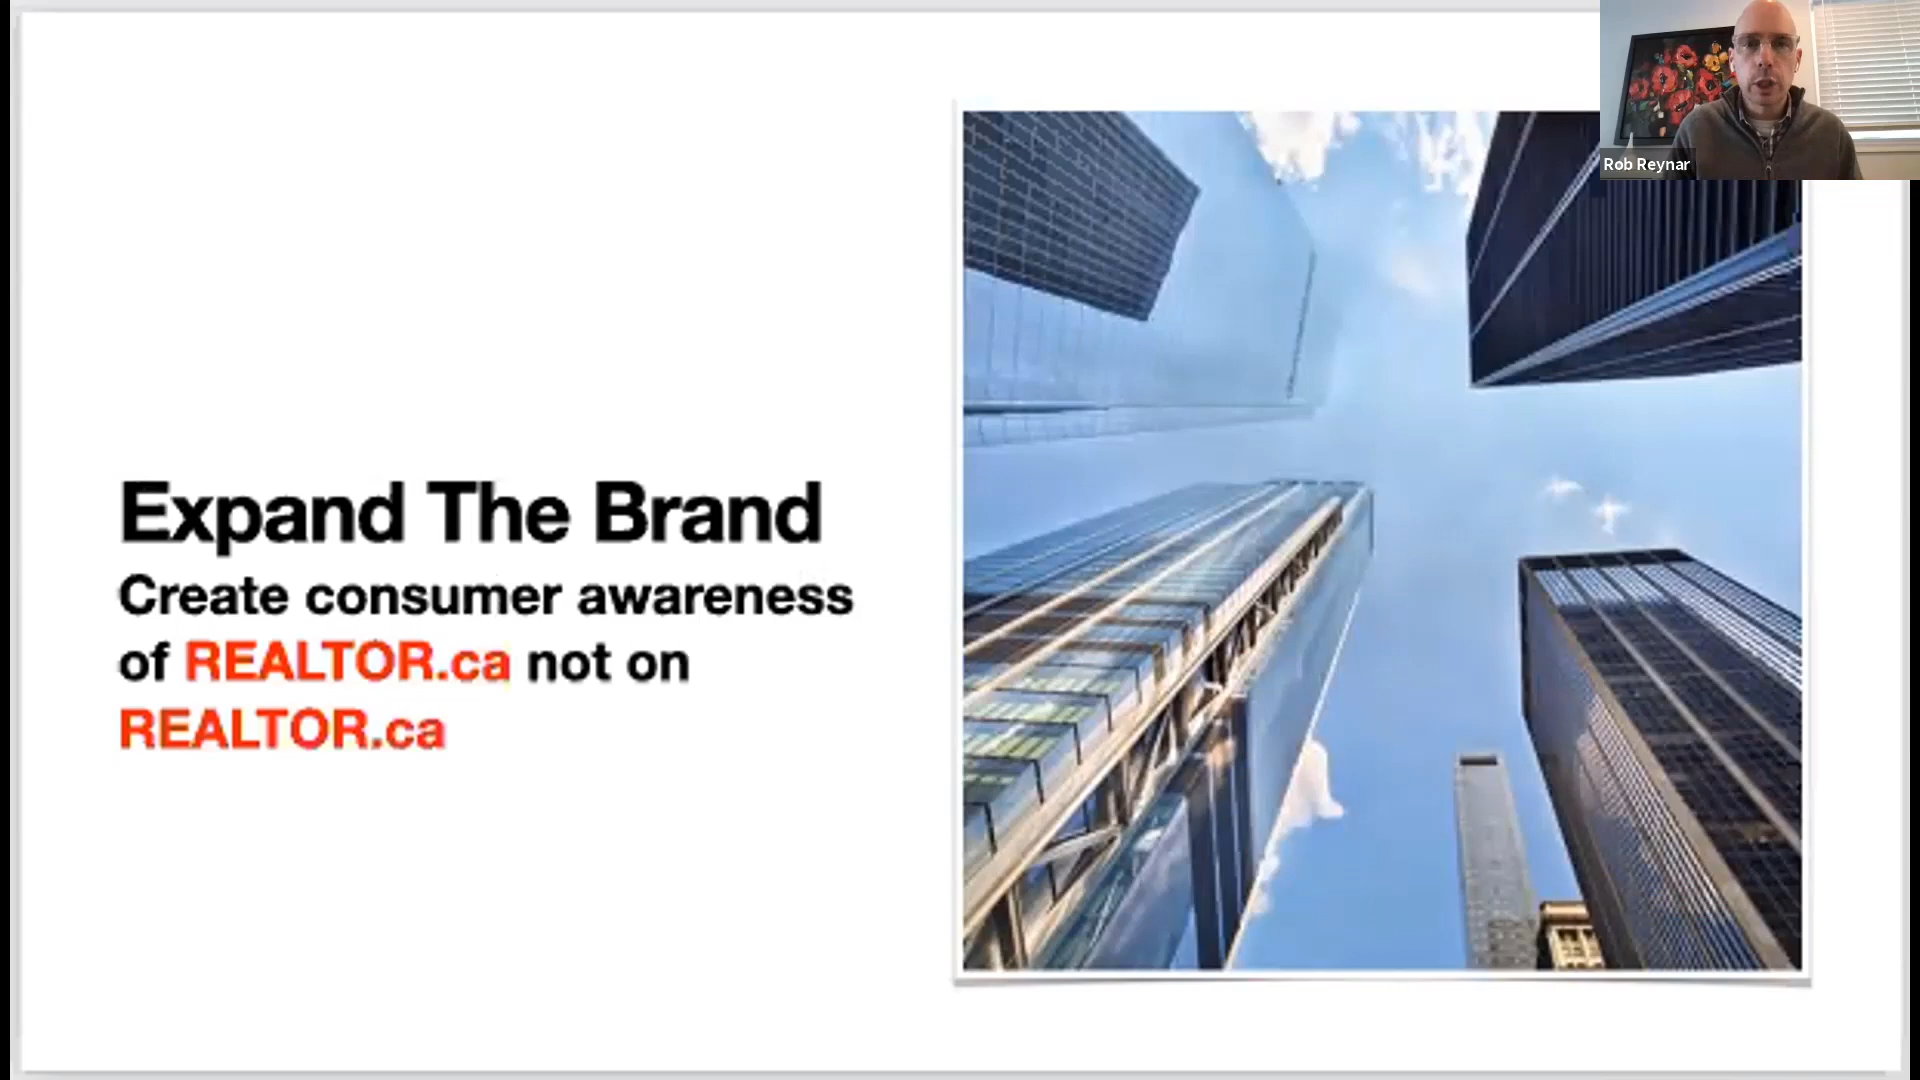 Expand The Brand
Create consumer awareness
of REALTOR.ca not on
REALTOR.ca
Rob Reynar